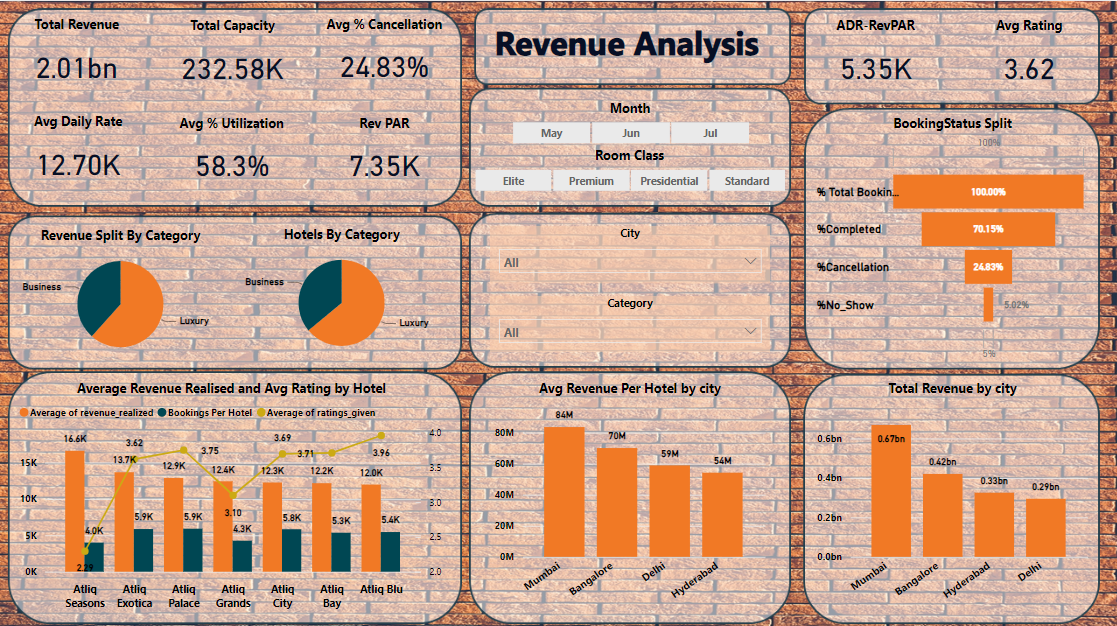 Total Revenue
2.01bn
Total Capacity
232.58K
Avg % Cancellation
24.83%
Avg Daily Rate
12.70K
Avg % Utilization
58.3%
Rev PAR
7.35K
Revenue Analysis
Month
May Jun Jul
Room Class
Elite Premium Presidential Standard
ADR-RevPAR
5.35K
Avg Rating
3.62
BookingStatus Split
100%
% Total Bookin... 100.00%
%Completed 70.15%
%Cancellation 24.83%
%No_Show 5.02%
5%
Revenue Split By Category
Business
Luxury
Hotels By Category
Business
Luxury
City
All
Category
All
Average Revenue Realised and Avg Rating by Hotel
Average of revenue_realized Bookings Per Hotel Average of ratings_given
15K
10K
5K
0K
4.0
3.5
3.0
2.5
2.0
16.6K
13.7K
12.9K
12.4K
12.3K
12.2K
12.0K
4.0K
5.9K
5.9K
4.3K
5.8K
5.3K
5.4K
2.29
3.62
3.75
3.10
3.69
3.71
3.96
Atliq Seasons
Atliq Exotica
Atliq Palace
Atliq Grands
Atliq City
Atliq Bay
Atliq Blu
Avg Revenue Per Hotel by city
80M
60M
40M
20M
0M
84M
70M
59M
54M
Mumbai
Bangalore
Delhi
Hyderabad
Total Revenue by city
0.6bn
0.4bn
0.2bn
0.0bn
0.67bn
0.42bn
0.33bn
0.29bn
Mumbai
Bangalore
Hyderabad
Delhi